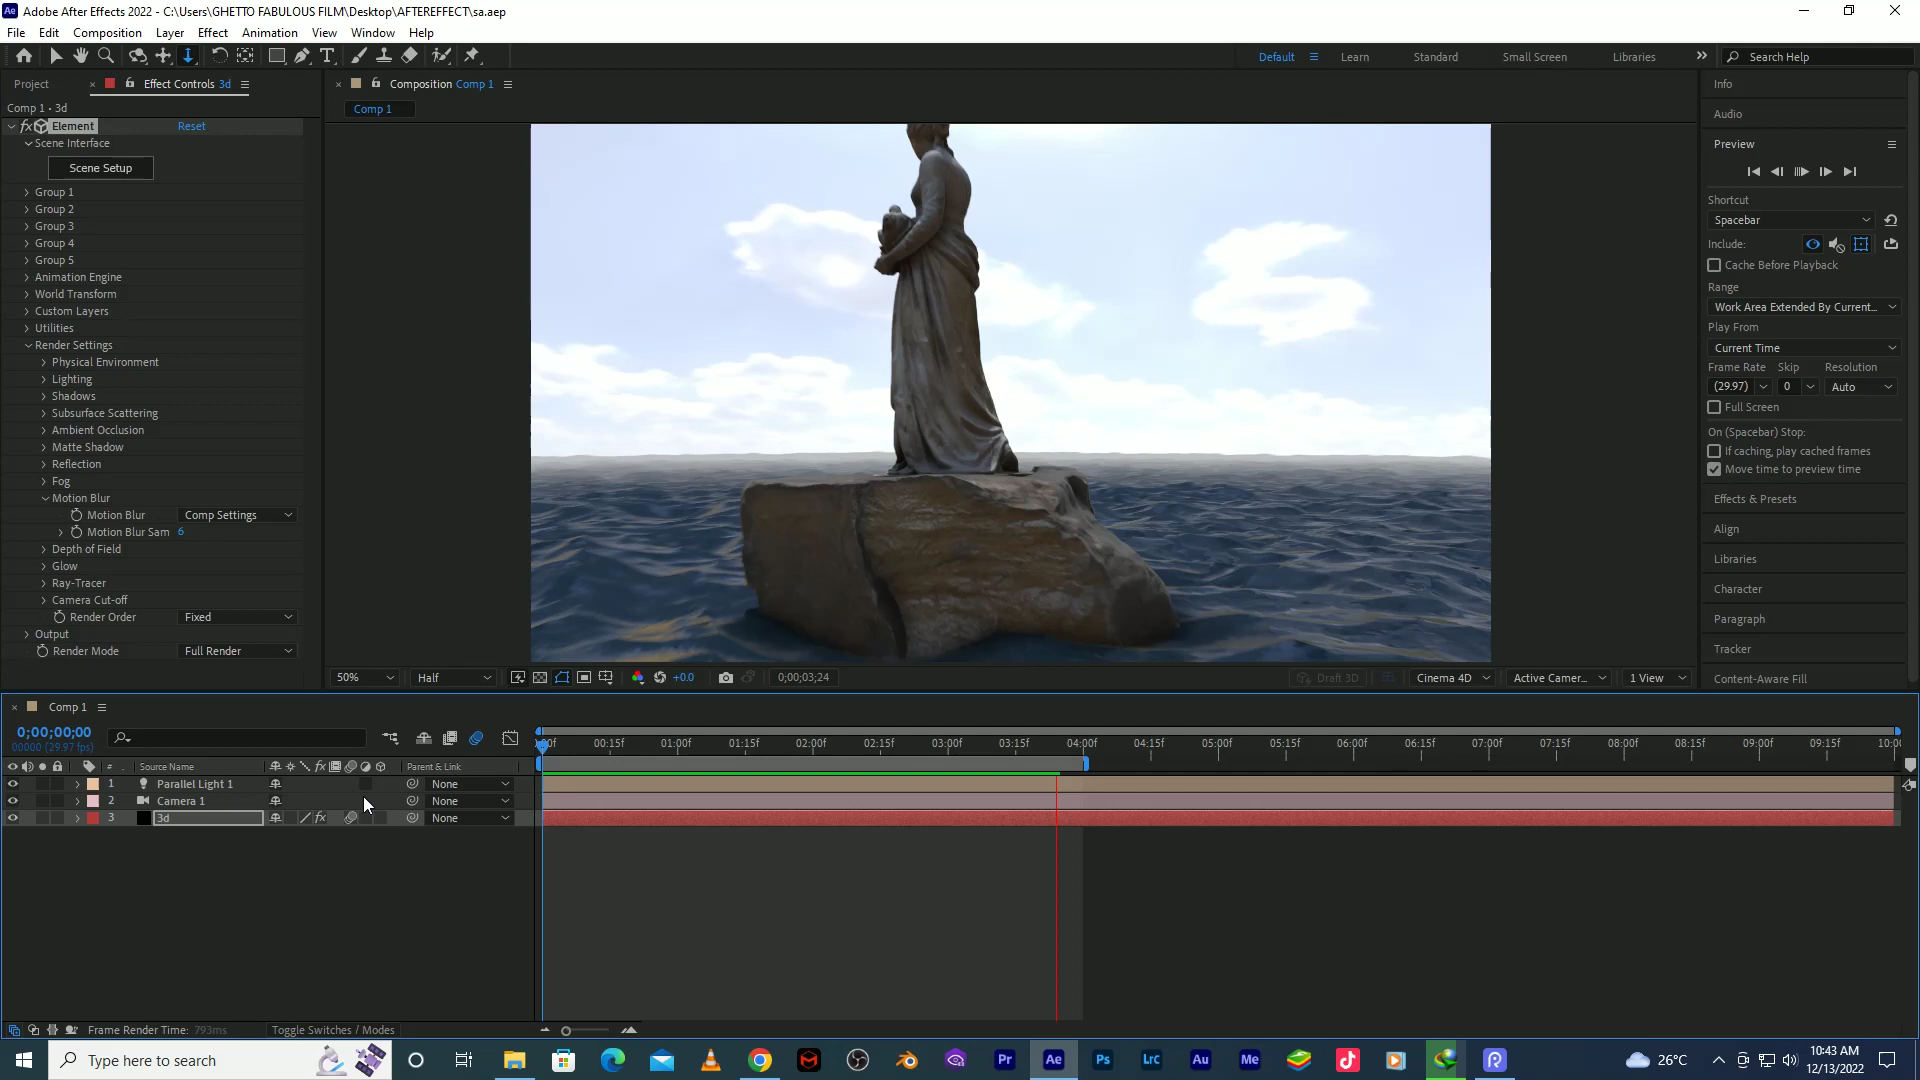 Adobe After Effects 2022 - C:\Users\GHETTO FABULOUS FILM\Desktop\AFTEREFFECT\sa.aep
File Edit Composition Layer Effect Animation View Window Help
Default Learn Standard Small Screen Libraries Search Help
Project Effect Controls 3d
Composition Comp 1
Comp 1 • 3d
Comp 1
fx Element Reset
Scene Interface
Scene Setup
Group 1
Group 2
Group 3
Group 4
Group 5
Animation Engine
World Transform
Custom Layers
Utilities
Render Settings
Physical Environment
Lighting
Shadows
Subsurface Scattering
Ambient Occlusion
Matte Shadow
Reflection
Fog
Motion Blur
Motion Blur Comp Settings
Motion Blur Sam 6
Depth of Field
Glow
Ray-Tracer
Camera Cut-off
Render Order Fixed
Output
Render Mode Full Render
50% Half +0.0 0;00;03;24 Draft 3D Cinema 4D Active Camer... 1 View
Info
Audio
Preview
Shortcut
Spacebar
Include:
Cache Before Playback
Range
Work Area Extended By Current...
Play From
Current Time
Frame Rate Skip Resolution
(29.97) 0 Auto
Full Screen
On (Spacebar) Stop:
If caching, play cached frames
Move time to preview time
Effects & Presets
Align
Libraries
Character
Paragraph
Tracker
Content-Aware Fill
Comp 1
0;00;00;00
00000 (29.97 fps)
00:15f 01:00f 01:15f 02:00f 02:15f 03:00f 03:15f 04:00f 04:15f 05:00f 05:15f 06:00f 06:15f 07:00f 07:15f 08:00f 08:15f 09:00f 09:15f
# Source Name fx Parent & Link
1 Parallel Light 1 None
2 Camera 1 None
3 3d fx None
Frame Render Time: 793ms Toggle Switches / Modes
Type here to search
Pr Ae Ps Lrc Au Me
26°C
10:43 AM
12/13/2022